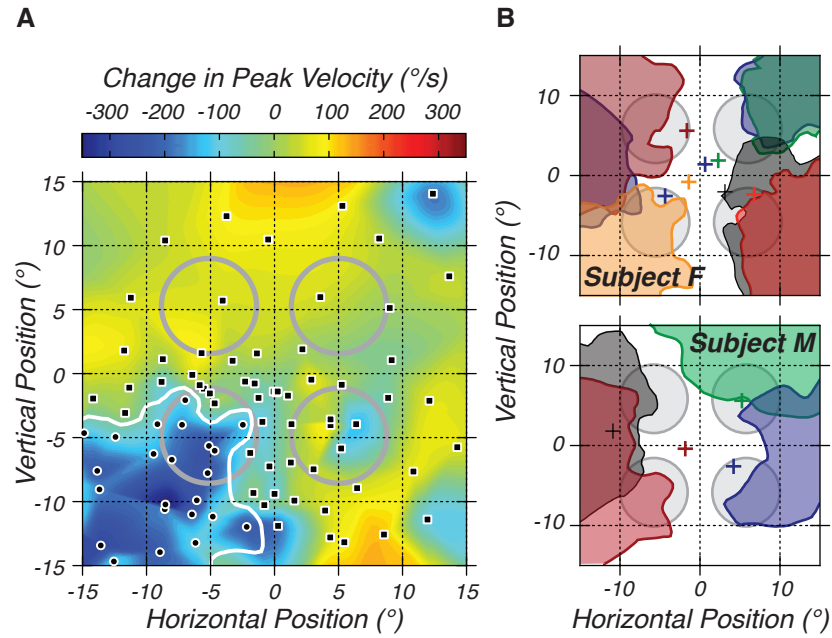 A
Change in Peak Velocity (°/s)
-300 -200 -100 0 100 200 300
15
10
5
0
-5
-10
-15
Vertical Position (°)
-15 -10 -5 0 5 10 15
Horizontal Position (°)
B
10
0
-10
Subject F
Vertical Position (°)
Subject M
10
0
-10
-10 0 10
Horizontal Position (°)